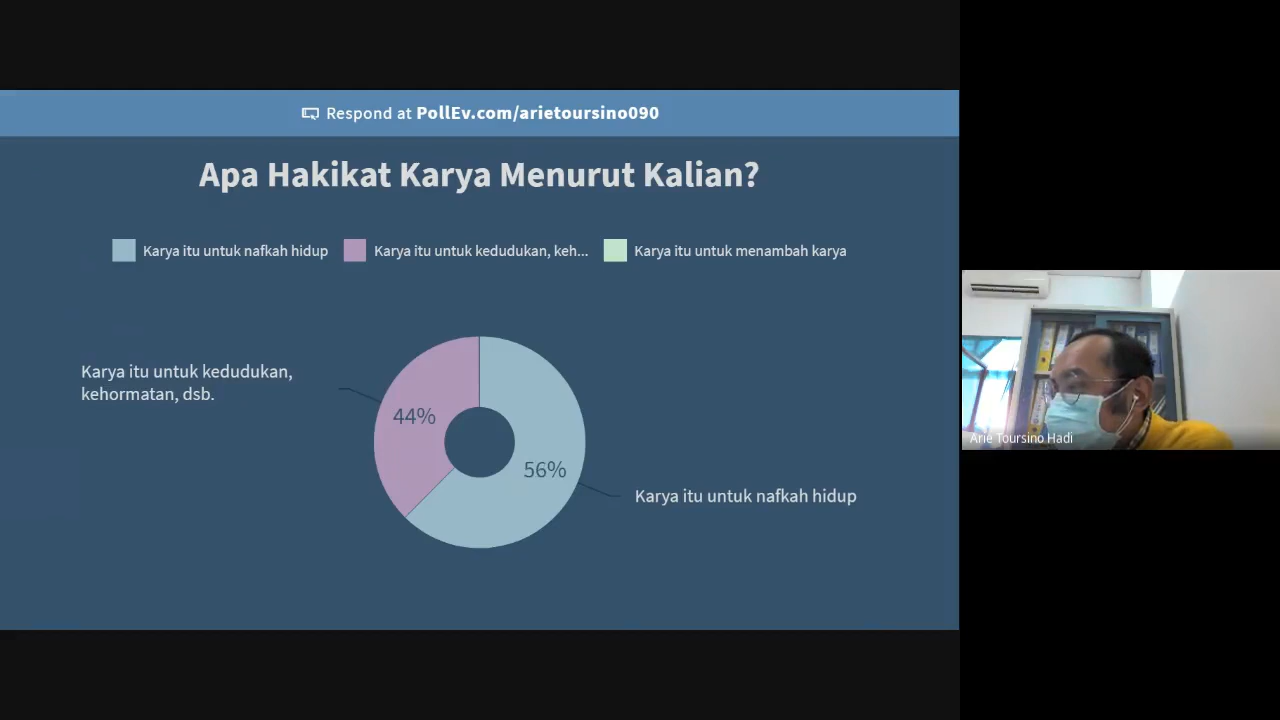 Respond at PollEv.com/arietoursino090
Apa Hakikat Karya Menurut Kalian?
Karya itu untuk nafkah hidup
Karya itu untuk kedudukan, keh...
Karya itu untuk menambah karya
Karya itu untuk kedudukan,
kehormatan, dsb.
44%
56%
Karya itu untuk nafkah hidup
Arie Toursino Hadi